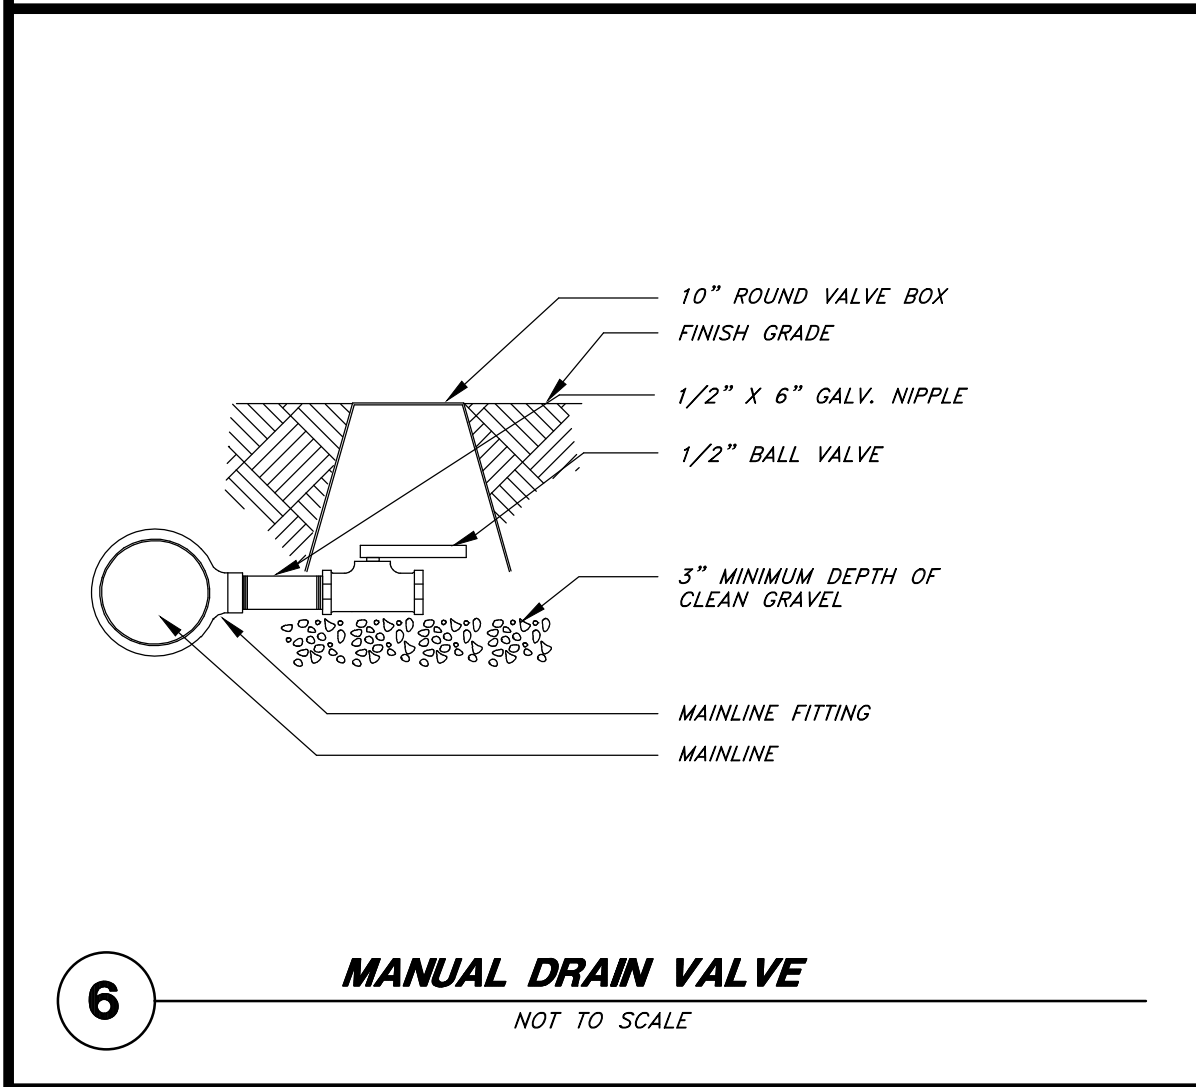 10” ROUND VALVE BOX
FINISH GRADE
1/2” X 6” GALV. NIPPLE
1/2” BALL VALVE
3” MINIMUM DEPTH OF
CLEAN GRAVEL
MAINLINE FITTING
MAINLINE
6
MANUAL DRAIN VALVE
NOT TO SCALE